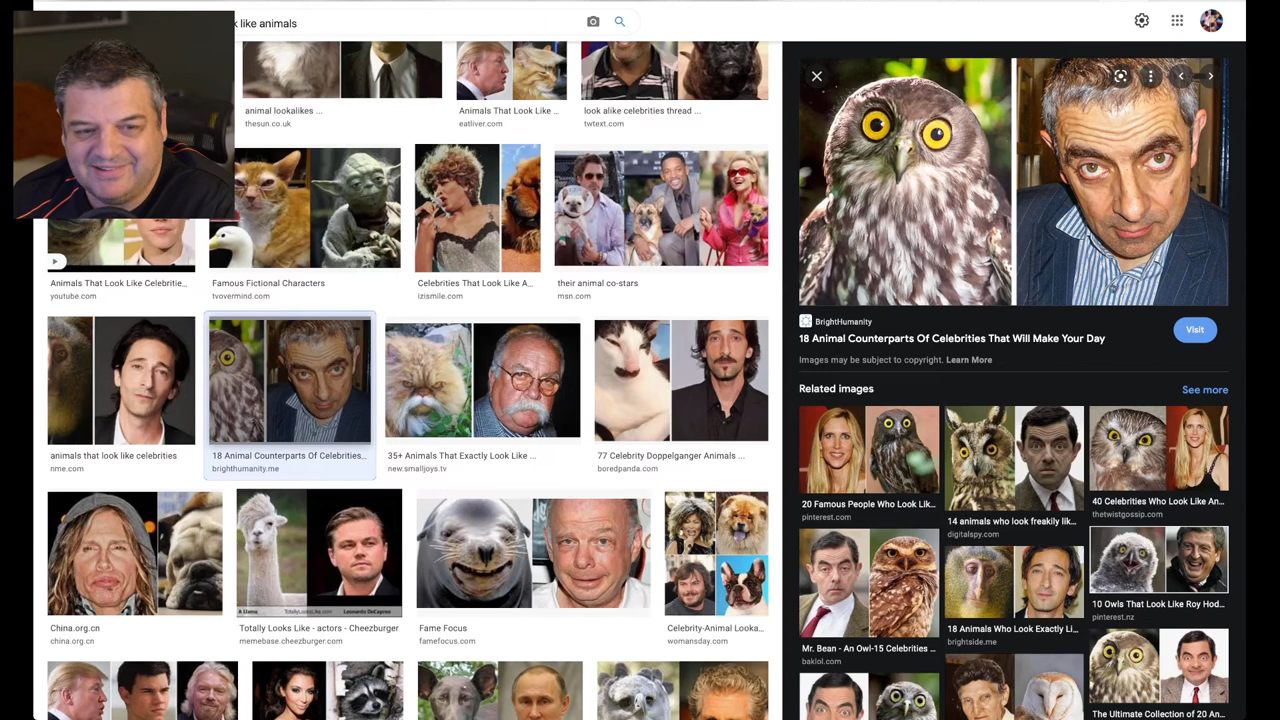 k like animals
animal lookalikes ...
thesun.co.uk
Animals That Look Like ...
eatliver.com
look alike celebrities thread ...
twtext.com
Animals That Look Like Celebritie...
youtube.com
Famous Fictional Characters
tvovermind.com
Celebrities That Look Like A...
izismile.com
their animal co-stars
msn.com
animals that look like celebrities
nme.com
18 Animal Counterparts Of Celebrities...
brighthumanity.me
35+ Animals That Exactly Look Like ...
new.smalljoys.tv
77 Celebrity Doppelganger Animals ...
boredpanda.com
A Llama
TotallyLooksLike.com
Leonardo DeCapreo
China.org.cn
china.org.cn
Totally Looks Like - actors - Cheezburger
memebase.cheezburger.com
Fame Focus
famefocus.com
Celebrity-Animal Looka...
womansday.com
BrightHumanity
18 Animal Counterparts Of Celebrities That Will Make Your Day
Visit
Images may be subject to copyright. Learn More
Related images
See more
20 Famous People Who Look Lik...
pinterest.com
14 animals who look freakily lik...
digitalspy.com
40 Celebrities Who Look Like An...
thetwistgossip.com
Mr. Bean - An Owl-15 Celebrities ...
baklol.com
18 Animals Who Look Exactly Li...
brightside.me
10 Owls That Look Like Roy Hod...
pinterest.nz
The Ultimate Collection of 20 An...